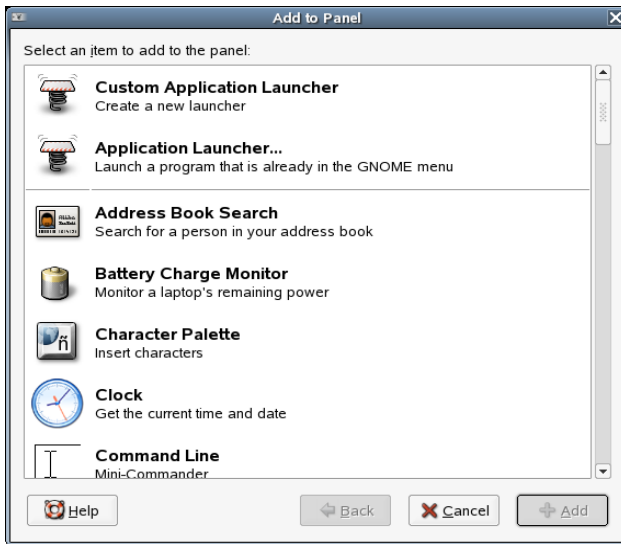 Add to Panel
Select an item to add to the panel:
Custom Application Launcher
Create a new launcher
Application Launcher...
Launch a program that is already in the GNOME menu
Address Book Search
Search for a person in your address book
Battery Charge Monitor
Monitor a laptop's remaining power
Character Palette
Insert characters
ñ
Clock
Get the current time and date
Command Line
Mini-Commander
Help
Back
Cancel
Add